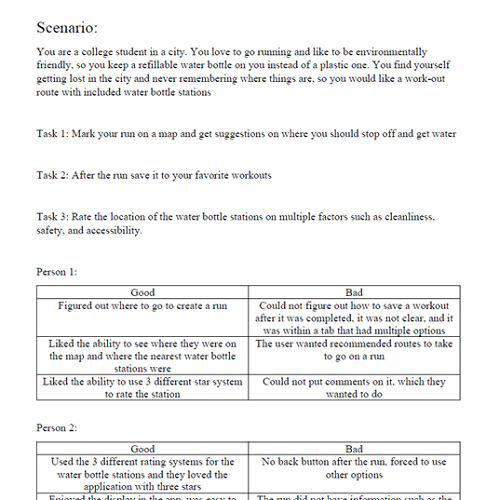 Scenario:
You are a college student in a city. You love to go running and like to be environmentally
friendly, so you keep a refillable water bottle on you instead of a plastic one. You find yourself
getting lost in the city and never remembering where things are, so you would like a work-out
route with included water bottle stations
Task 1: Mark your run on a map and get suggestions on where you should stop off and get water
Task 2: After the run save it to your favorite workouts
Task 3: Rate the location of the water bottle stations on multiple factors such as cleanliness,
safety, and accessibility.
Person 1:
Good
Bad
Figured out where to go to create a run
Could not figure out how to save a workout
after it was completed, it was not clear, and it
was within a tab that had multiple options
Liked the ability to see where they were on
the map and where the nearest water bottle
stations were
The user wanted recommended routes to take
to go on a run
Liked the ability to use 3 different star system
to rate the station
Could not put comments on it, which they
wanted to do
Person 2:
Good
Bad
Used the 3 different rating systems for the
water bottle stations and they loved the
application with three stars
No back button after the run, forced to use
other options
Enjoyed the display in the app, was easy to
The run did not have information such as the